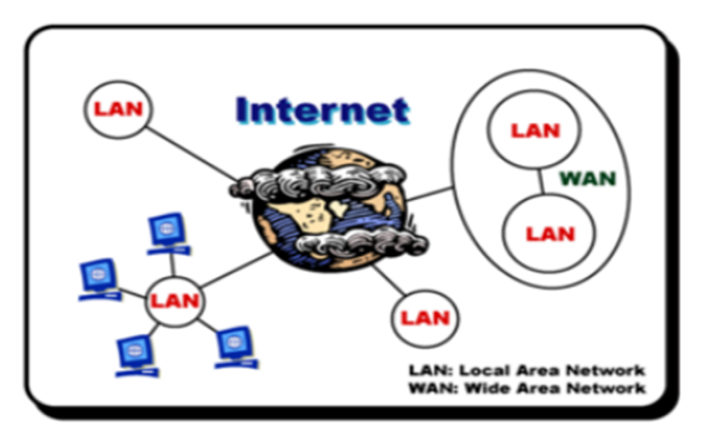 Internet
LAN
LAN
WAN
LAN
LAN
LAN
LAN: Local Area Network
WAN: Wide Area Network